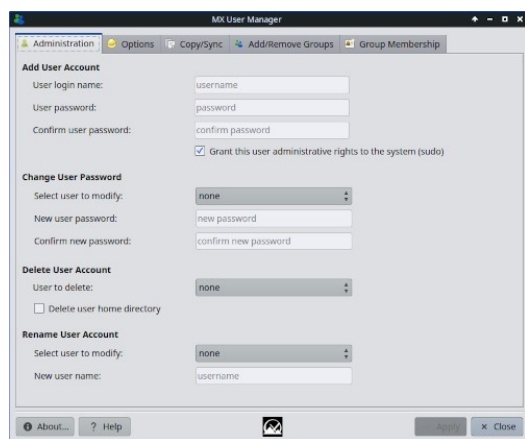 MX User Manager
Administration Options Copy/Sync Add/Remove Groups Group Membership
Add User Account
User login name: username
User password: password
Confirm user password: confirm password
Grant this user administrative rights to the system (sudo)
Change User Password
Select user to modify: none
New user password: new password
Confirm new password: confirm new password
Delete User Account
User to delete: none
Delete user home directory
Rename User Account
Select user to modify: none
New user name: username
About... ? Help Apply Close